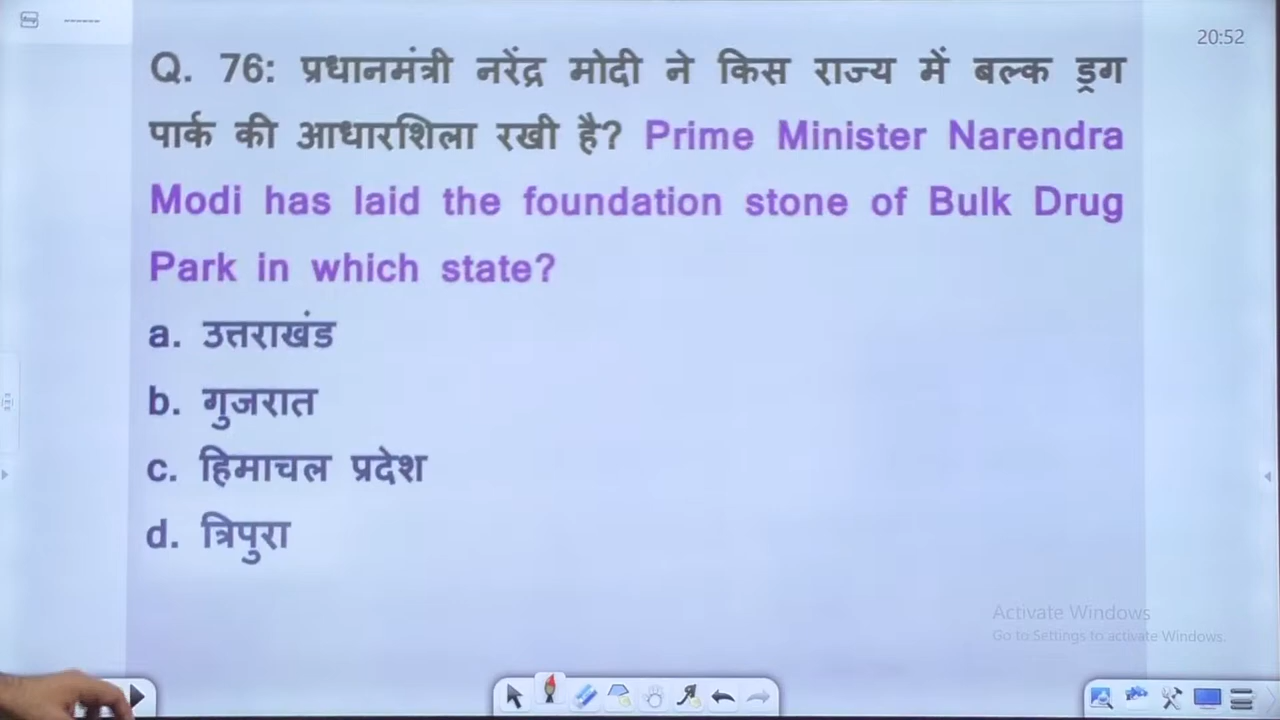 20:52
Q. 76: प्रधानमंत्री नरेंद्र मोदी ने किस राज्य में बल्क ड्रग
पार्क की आधारशिला रखी है? Prime Minister Narendra
Modi has laid the foundation stone of Bulk Drug
Park in which state?
a. उत्तराखंड
b. गुजरात
c. हिमाचल प्रदेश
d. त्रिपुरा
Activate Windows
Go to Settings to activate Windows.